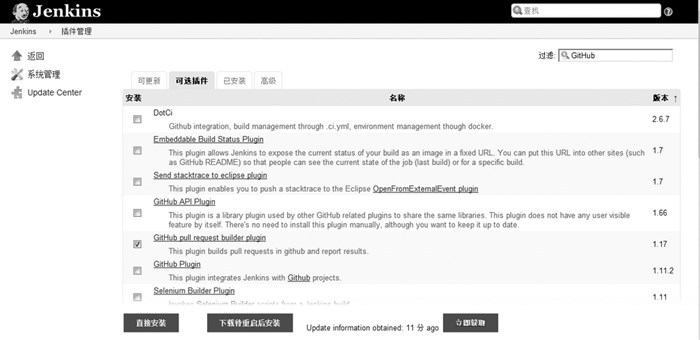 Jenkins
查找
Jenkins › 插件管理
返回
系统管理
Update Center
过滤: GitHub
可更新 可选插件 已安装 高级
安装 名称 版本 ↑
DotCi
Github integration, build management through .ci.yml, environment management though docker.
2.6.7
Embeddable Build Status Plugin
This plugin allows Jenkins to expose the current status of your build as an image in a fixed URL. You can put this URL into other sites (such
as GitHub README) so that people can see the current state of the job (last build) or for a specific build.
1.7
Send stacktrace to eclipse plugin
This plugin enables you to push a stacktrace to the Eclipse OpenFromExternalEvent plugin
1.7
GitHub API Plugin
This plugin is a library plugin used by other GitHub related plugins to share the same libraries. This plugin does not have any user visible
feature by itself. There's no need to install this plugin manually, although you want to keep it up to date.
1.66
GitHub pull request builder plugin
This plugin builds pull requests in github and report results.
1.17
GitHub Plugin
This plugin integrates Jenkins with Github projects.
1.11.2
Selenium Builder Plugin
Invokes Selenium Builder scripts from a Jenkins build
1.11
直接安装 下载待重启后安装 Update information obtained: 11 分 ago 立即获取